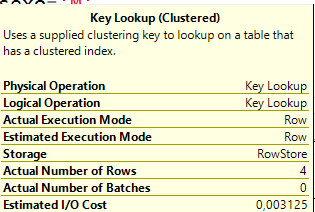 Key Lookup (Clustered)
Uses a supplied clustering key to lookup on a table that
has a clustered index.
Physical Operation Key Lookup
Logical Operation Key Lookup
Actual Execution Mode Row
Estimated Execution Mode Row
Storage RowStore
Actual Number of Rows 4
Actual Number of Batches 0
Estimated I/O Cost 0,003125